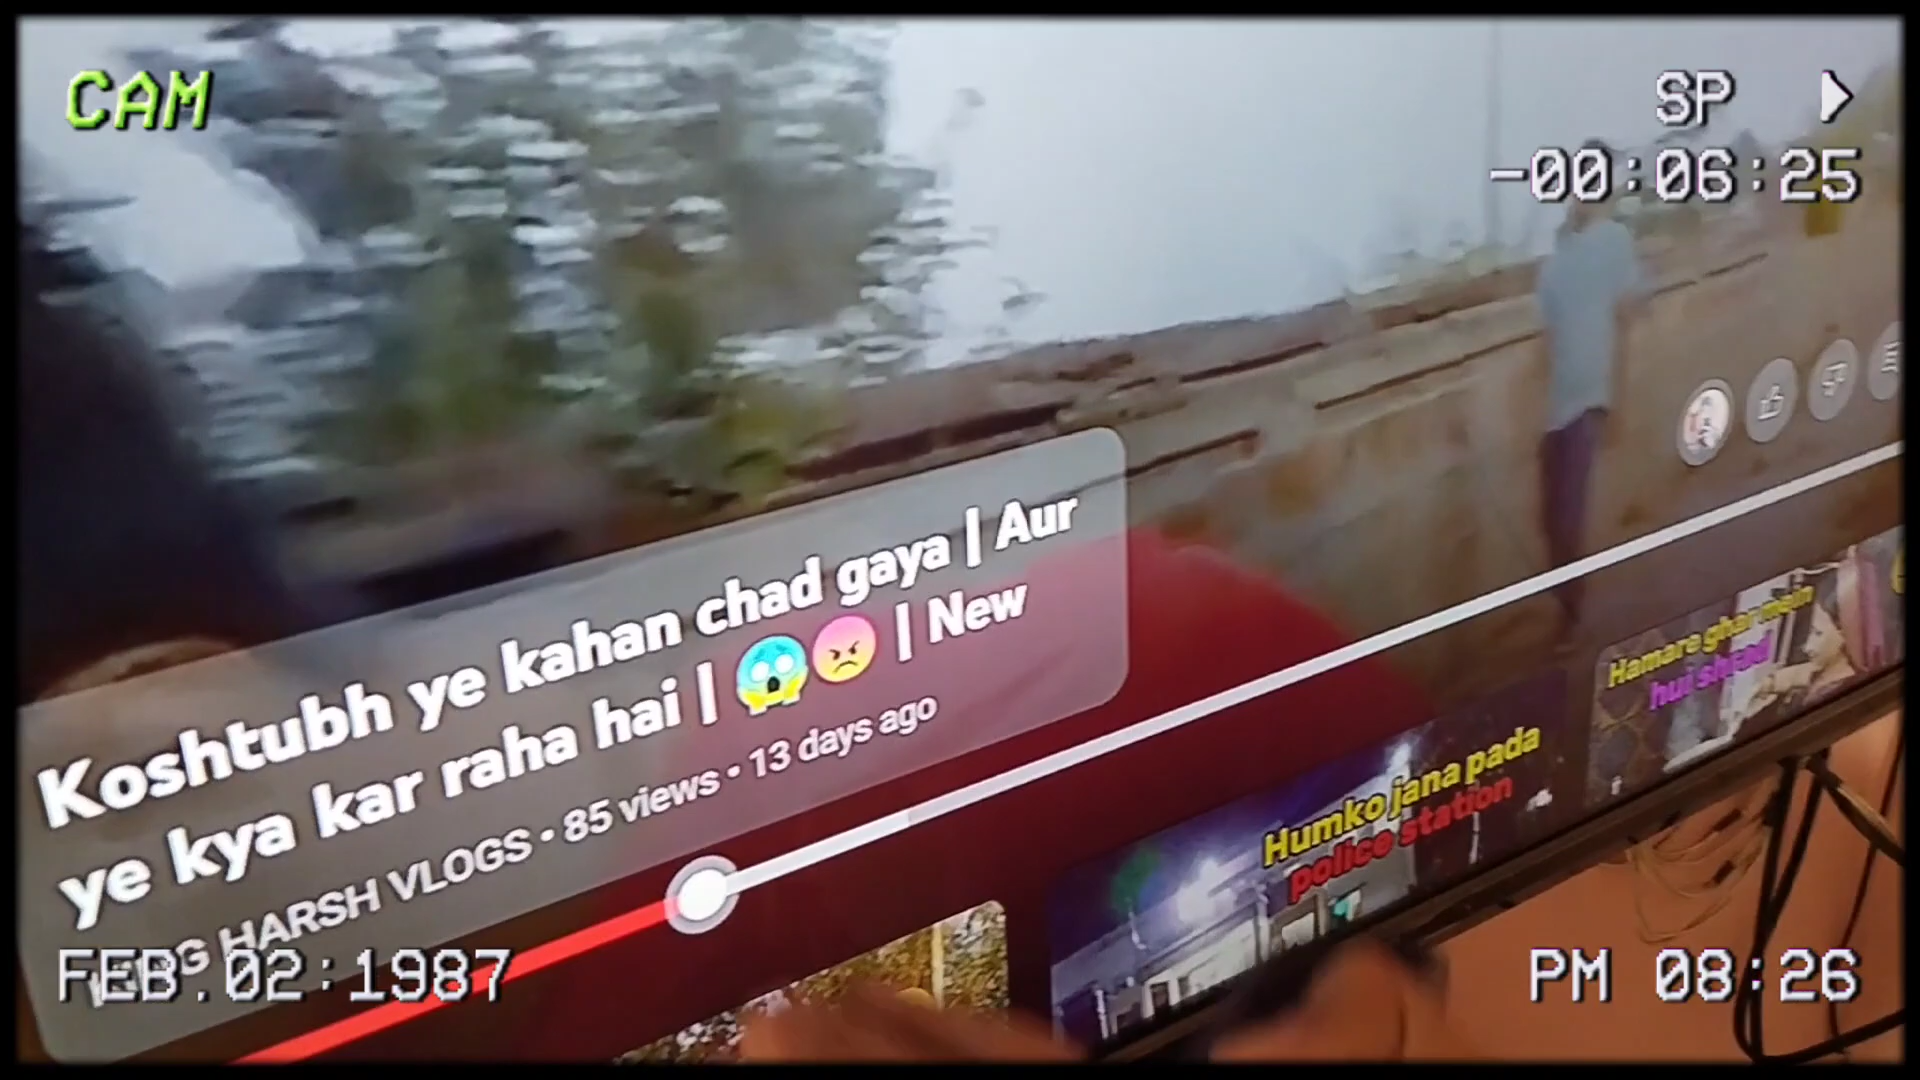 CAM
SP
-00:06:25
Koshtubh ye kahan chad gaya | Aur
ye kya kar raha hai | 😱😡 | New
HARSH VLOGS • 85 views • 13 days ago
Hamare ghar mein
hui
Humko jana pada
police station
FEB.02:1987
PM 08:26